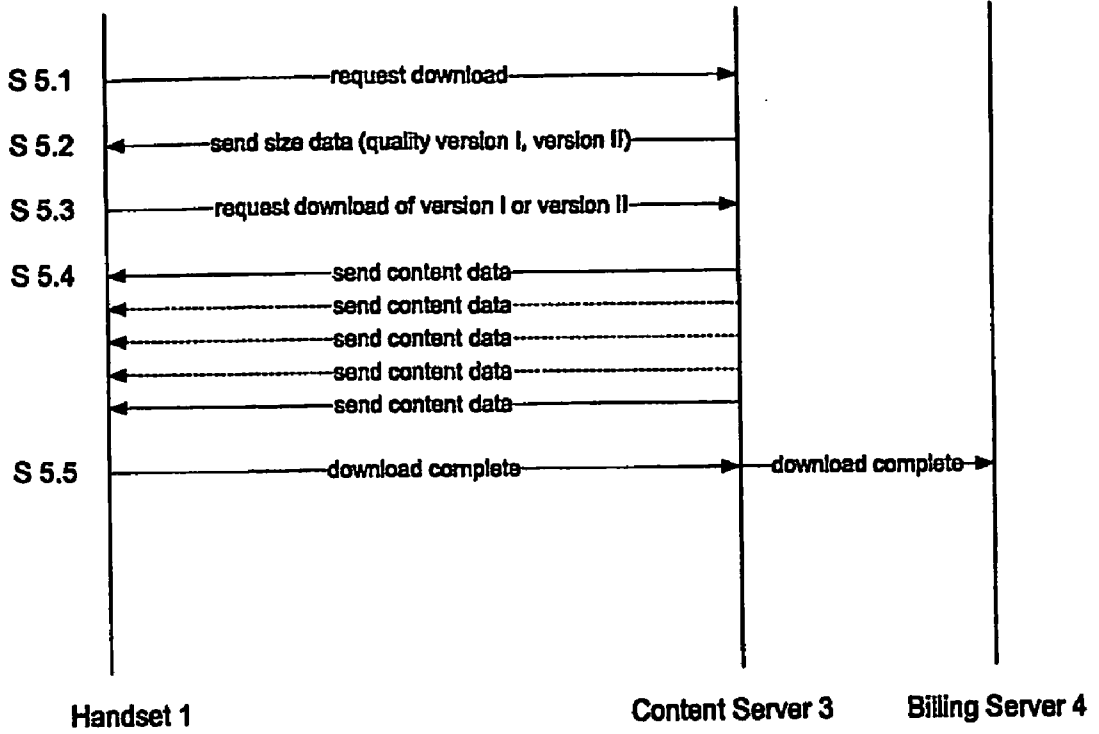 S 5.1 request download
S 5.2 send size data (quality version I, version II)
S 5.3 request download of version I or version II
S 5.4 send content data
send content data
send content data
send content data
send content data
S 5.5 download complete download complete
Handset 1 Content Server 3 Billing Server 4